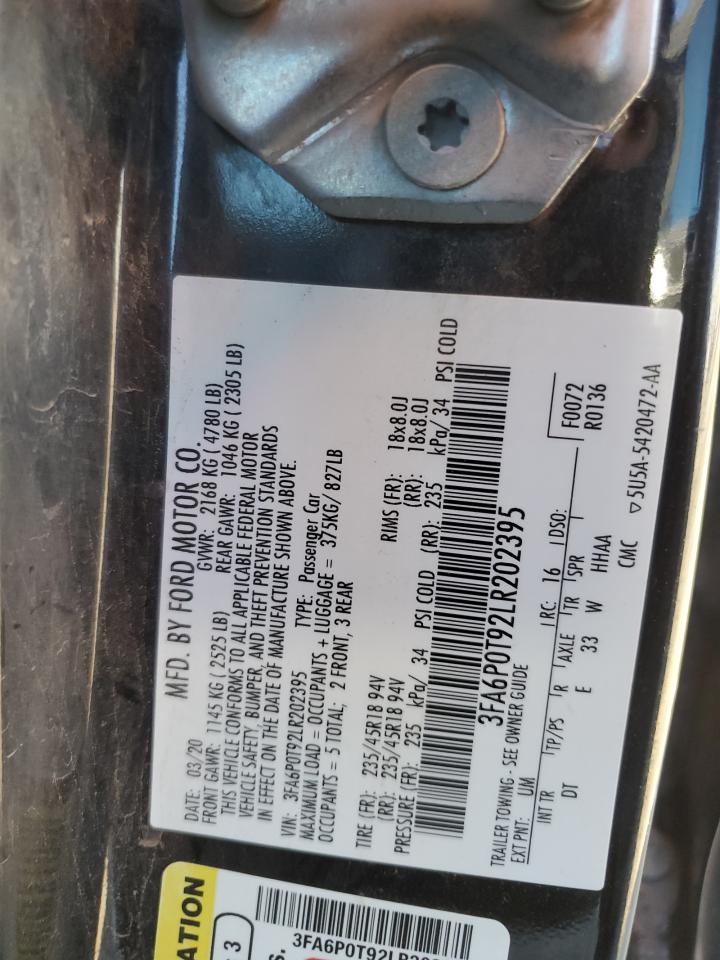 MFD. BY FORD MOTOR CO.
DATE: 03/20 GVWR: 2168 KG ( 4780 LB)
FRONT GAWR: 1145 KG ( 2525 LB) REAR GAWR: 1046 KG ( 2305 LB)
THIS VEHICLE CONFORMS TO ALL APPLICABLE FEDERAL MOTOR
VEHICLE SAFETY, BUMPER, AND THEFT PREVENTION STANDARDS
IN EFFECT ON THE DATE OF MANUFACTURE SHOWN ABOVE.
VIN: 3FA6P0T92LR202395 TYPE: Passenger Car
MAXIMUM LOAD = OCCUPANTS + LUGGAGE = 375KG/ 827LB
OCCUPANTS = 5 TOTAL; 2 FRONT, 3 REAR
TIRE (FR): 235/45R18 94V RIMS (FR): 18x8.0J
(RR): 235/45R18 94V (RR): 18x8.0J
PRESSURE (FR): 235 kPa/ 34 PSI COLD (RR): 235 kPa/ 34 PSI COLD
3FA6P0T92LR202395
TRAILER TOWING - SEE OWNER GUIDE
EXT PNT: UM RC: 16 DSO: F0072
INT TR TP/PS R AXLE TR SPR R0136
DT E 33 W HHAA
CMC ▽5U5A-5420472-AA
ATION
3
3FA6P0T92LR